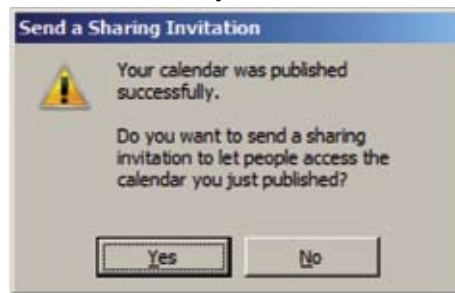 Send a Sharing Invitation
Your calendar was published
successfully.
Do you want to send a sharing
invitation to let people access the
calendar you just published?
Yes No